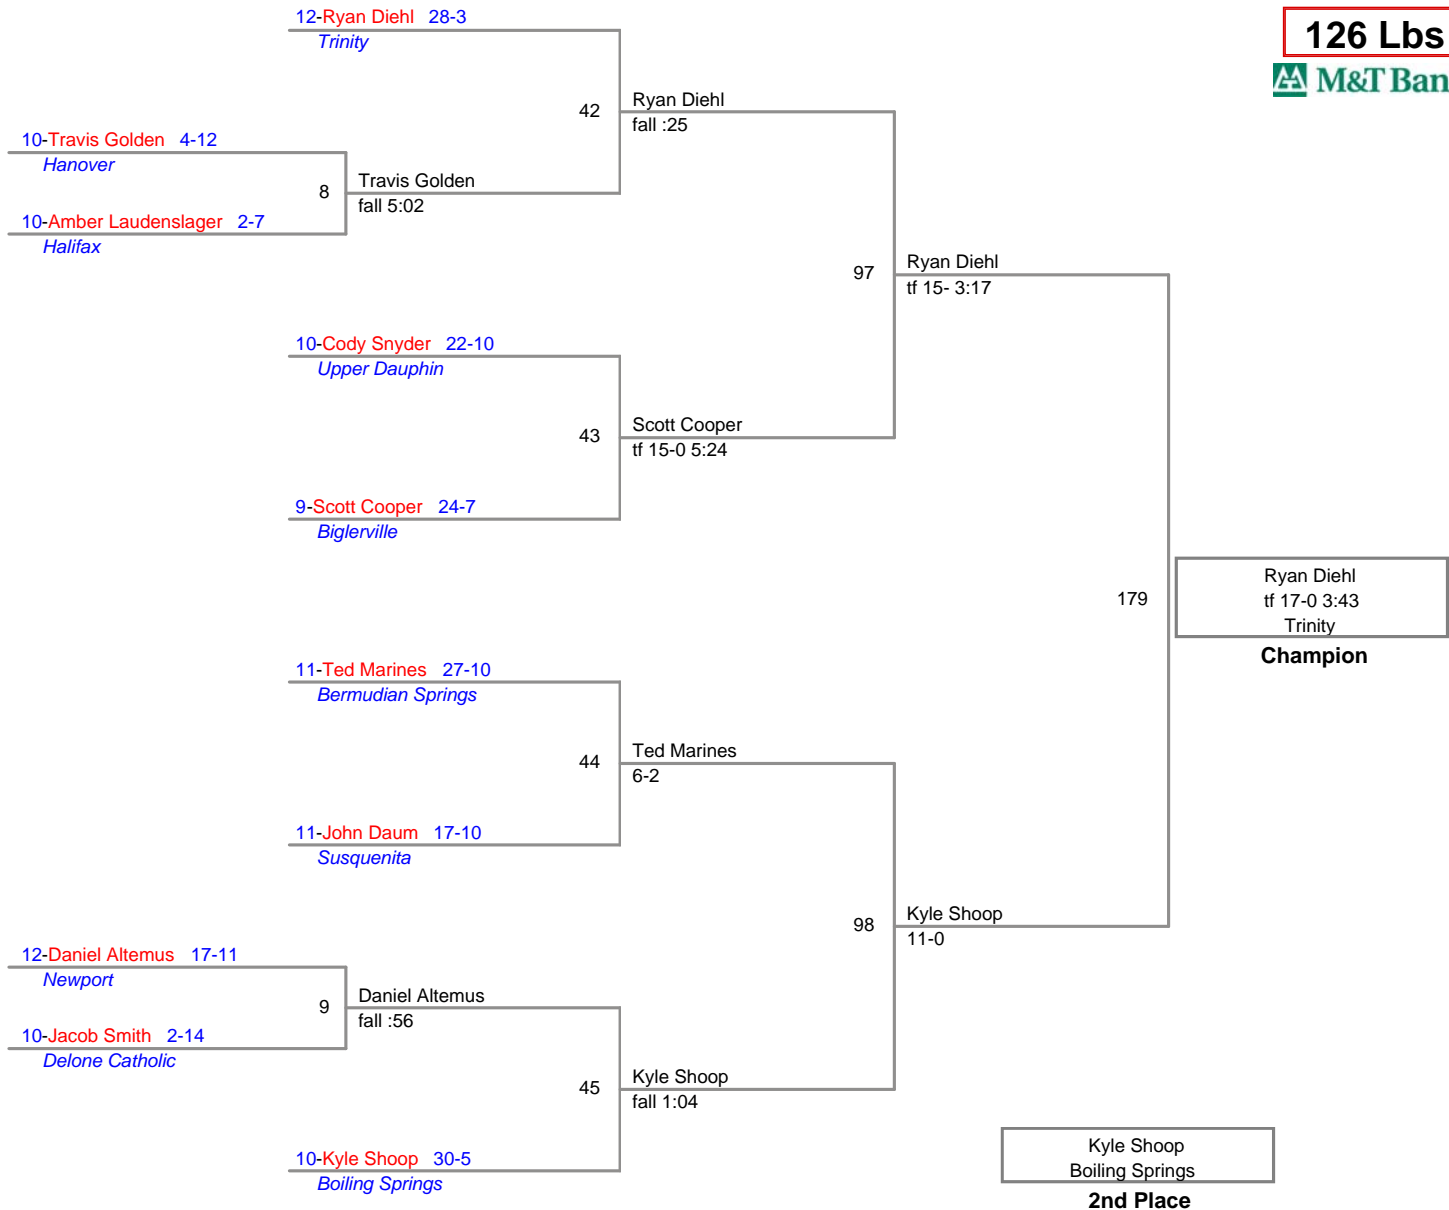 12-Ryan Diehl 28-3
Trinity
126 Lbs
M&T Ban
42
Ryan Diehl
fall :25
10-Travis Golden 4-12
Hanover
8
Travis Golden
fall 5:02
10-Amber Laudenslager 2-7
Halifax
97
Ryan Diehl
tf 15- 3:17
10-Cody Snyder 22-10
Upper Dauphin
43
Scott Cooper
tf 15-0 5:24
9-Scott Cooper 24-7
Biglerville
179
Ryan Diehl
tf 17-0 3:43
Trinity
Champion
11-Ted Marines 27-10
Bermudian Springs
44
Ted Marines
6-2
11-John Daum 17-10
Susquenita
98
Kyle Shoop
11-0
12-Daniel Altemus 17-11
Newport
9
Daniel Altemus
fall :56
10-Jacob Smith 2-14
Delone Catholic
45
Kyle Shoop
fall 1:04
10-Kyle Shoop 30-5
Boiling Springs
Kyle Shoop
Boiling Springs
2nd Place